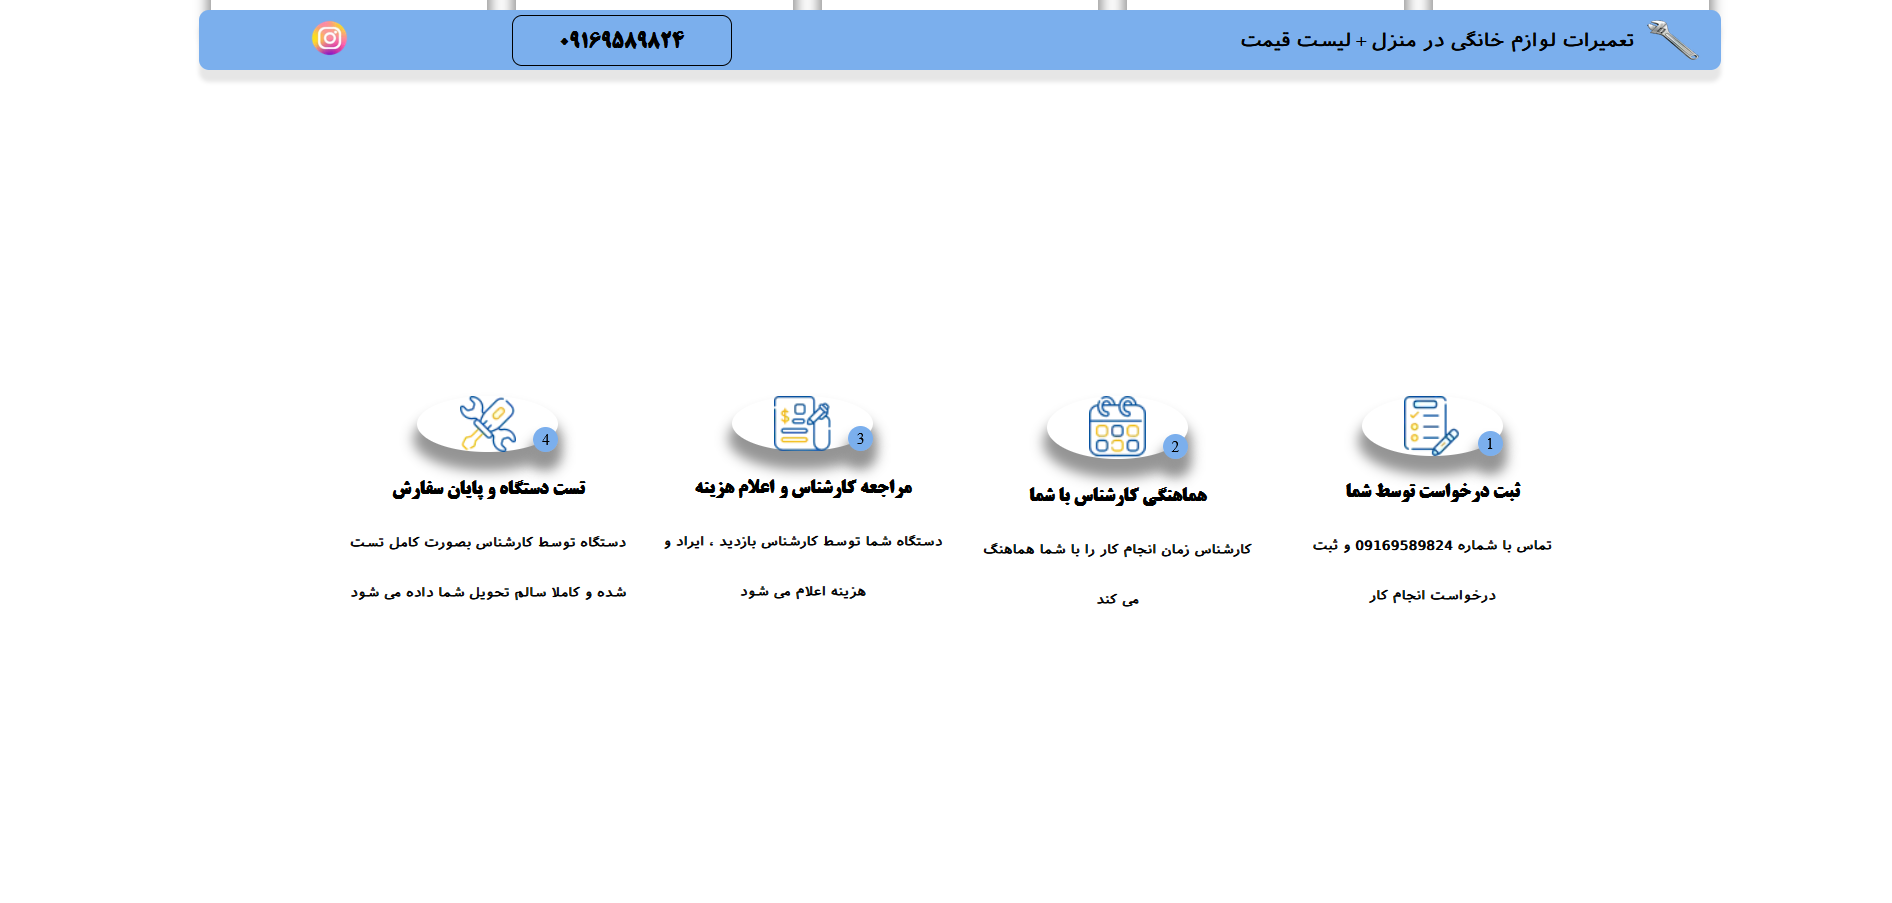 تعمیرات لوازم خانگی در منزل + لیست قیمت
۰۹۱۶۹۵۸۹۸۲۴
1
ثبت درخواست توسط شما
تماس با شماره 09169589824 و ثبت
درخواست انجام کار
2
هماهنگی کارشناس با شما
کارشناس زمان انجام کار را با شما هماهنگ
می کند
3
مراجعه کارشناس و اعلام هزینه
دستگاه شما توسط کارشناس بازدید ، ایراد و
هزینه اعلام می شود
4
تست دستگاه و پایان سفارش
دستگاه توسط کارشناس بصورت کامل تست
شده و کاملا سالم تحویل شما داده می شود